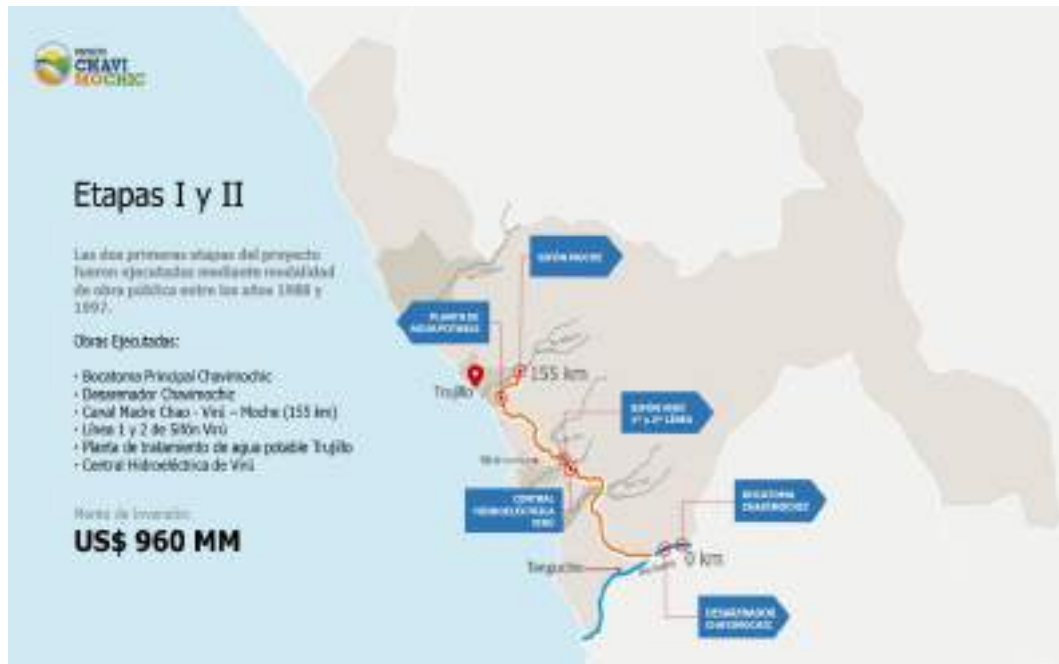 PROYECTO
CHAVI
MOCHIC
Etapas I y II
Las dos primeras etapas del proyecto
fueron ejecutadas mediante modalidad
de obra pública entre los años 1988 y
1997.
Obras Ejecutadas:
• Bocatoma Principal Chavimochic
• Desarenador Chavimochic
• Canal Madre Chao - Virú – Moche (155 km)
• Línea 1 y 2 de Sifón Virú
• Planta de tratamiento de agua potable Trujillo
• Central Hidroeléctrica de Virú
Monto de Inversión:
US$ 960 MM
SIFÓN MOCHE
PLANTA DE
AGUA POTABLE
155 km
Trujillo
SIFÓN VIRÚ
1ª y 2ª LÍNEA
CENTRAL
HIDROELÉCTRICA
VIRÚ
BOCATOMA
CHAVIMOCHIC
0 km
Tanguche
DESARENADOR
CHAVIMOCHIC